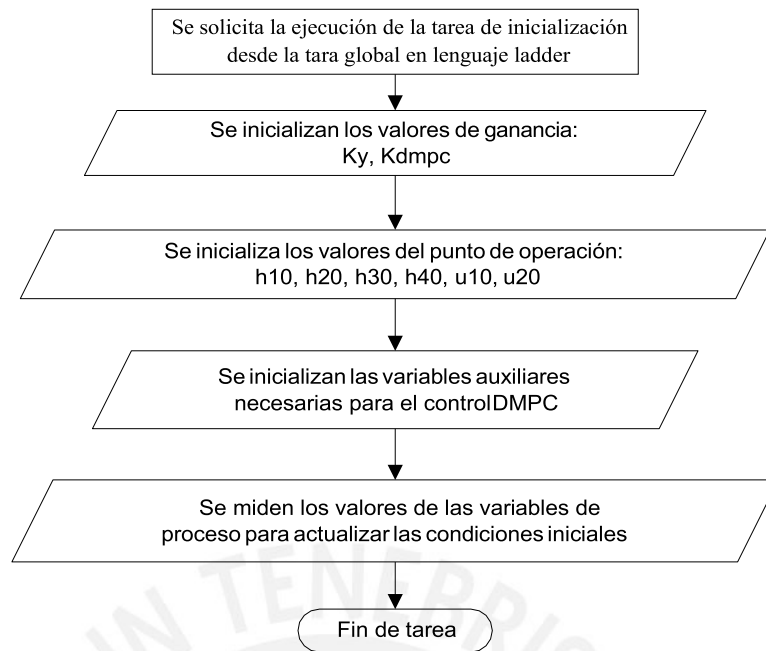 Se solicita la ejecución de la tarea de inicialización
desde la tara global en lenguaje ladder
Se inicializan los valores de ganancia:
Ky, Kdmpc
Se inicializa los valores del punto de operación:
h10, h20, h30, h40, u10, u20
Se inicializan las variables auxiliares
necesarias para el controlDMPC
Se miden los valores de las variables de
proceso para actualizar las condiciones iniciales
IN TENEBRIS
Fin de tarea